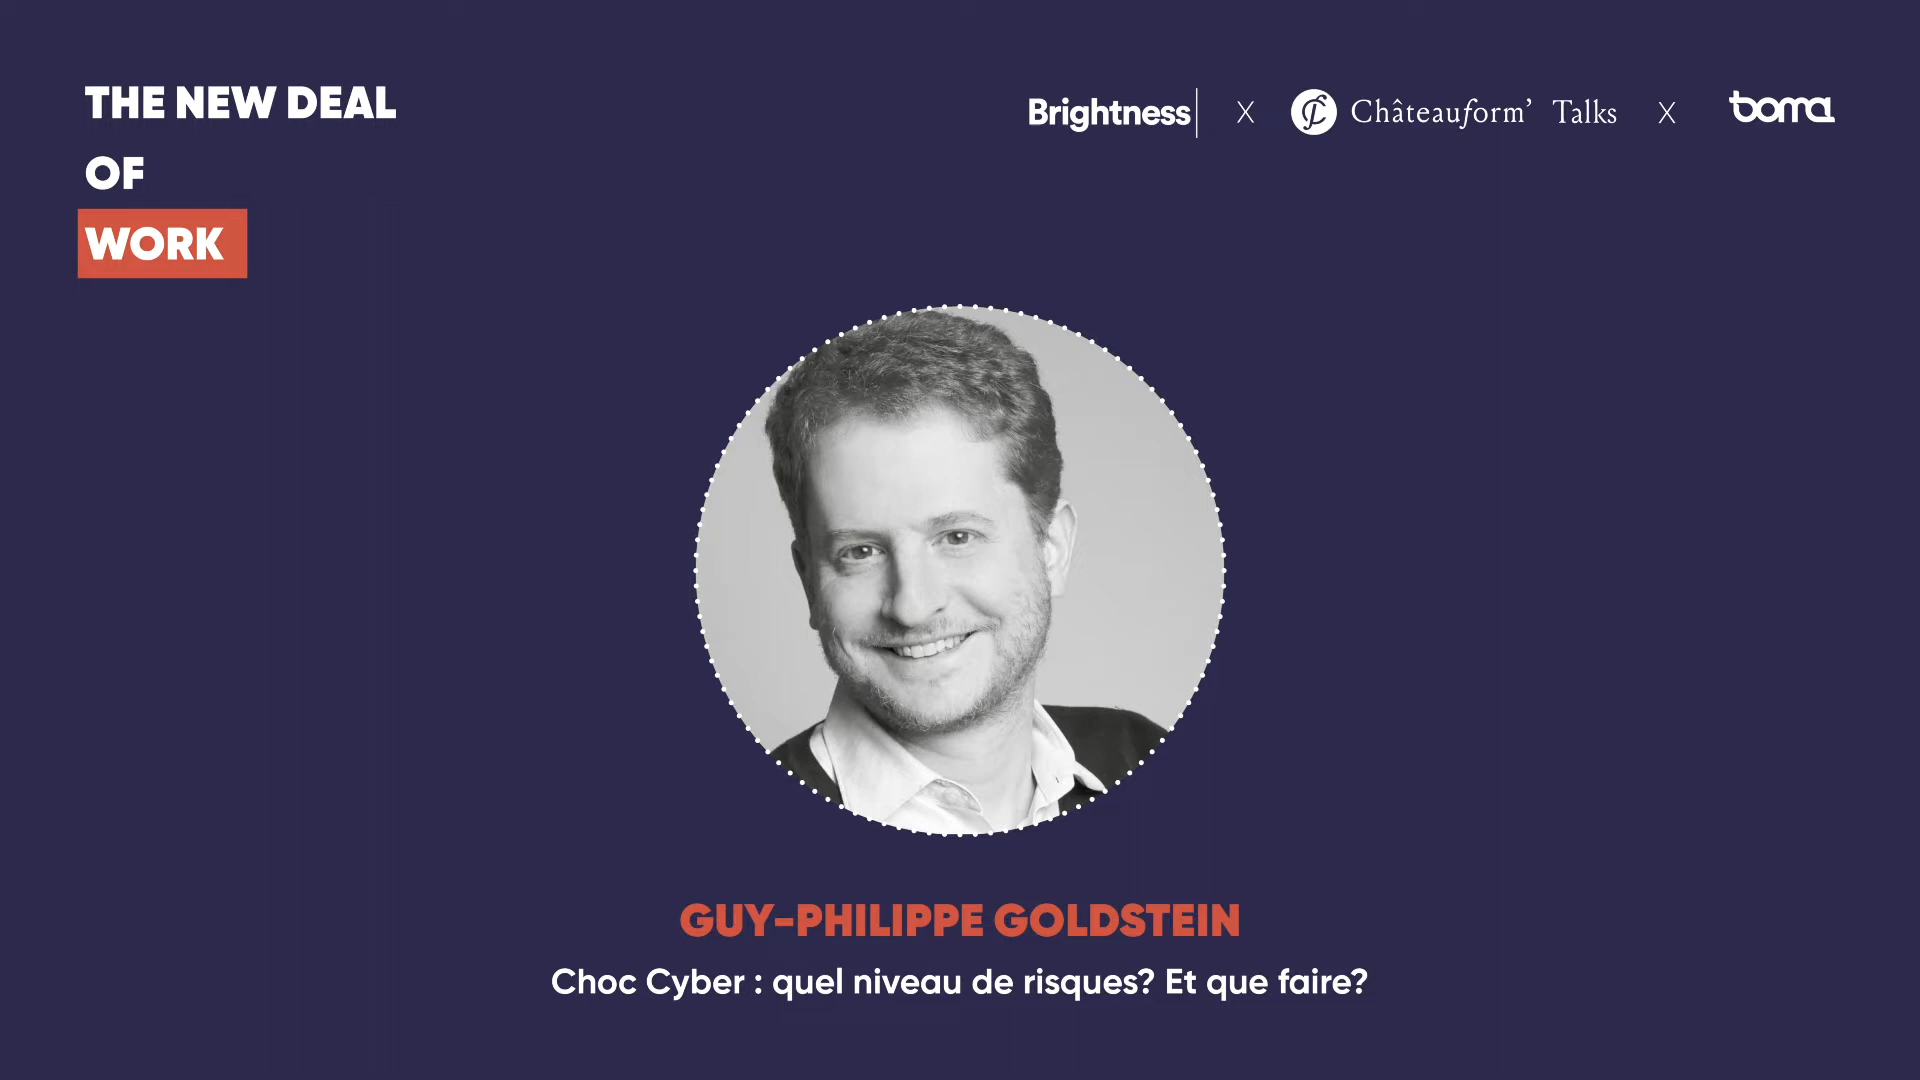 THE NEW DEAL
OF
WORK
Brightness X Châteauform' Talks X boma
GUY-PHILIPPE GOLDSTEIN
Choc Cyber : quel niveau de risques? Et que faire?